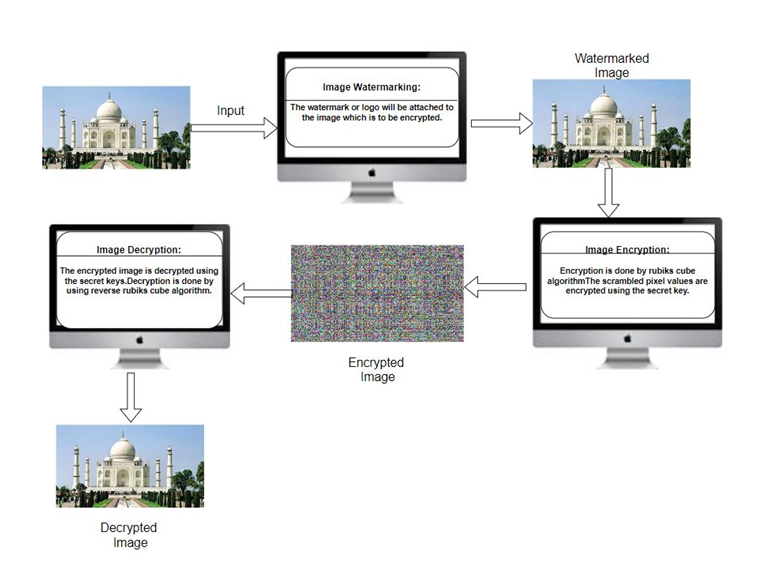 Input
Image Watermarking:
The watermark or logo will be attached to
the image which is to be encrypted.
Watermarked
Image
Image Encryption:
Encryption is done by rubiks cube
algorithmThe scrambled pixel values are
encrypted using the secret key.
Encrypted
Image
Image Decryption:
The encrypted image is decrypted using
the secret keys.Decryption is done by
using reverse rubiks cube algorithm.
Decrypted
Image